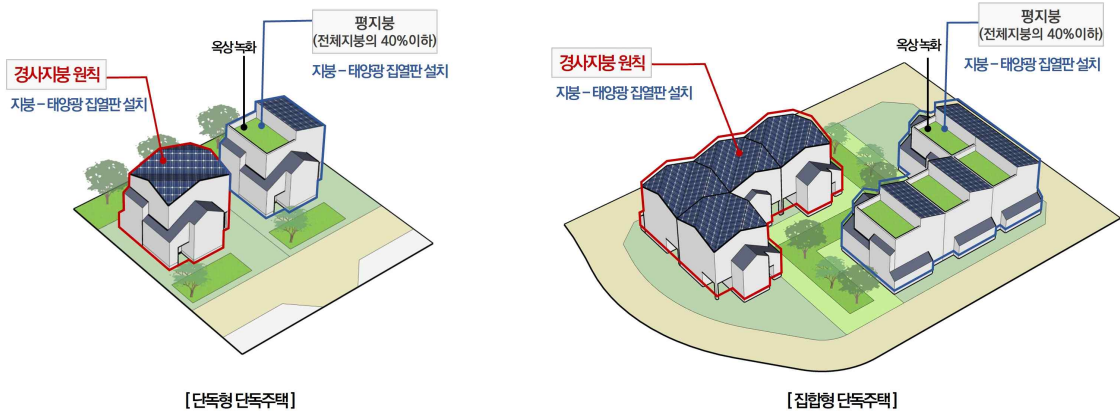 평지붕
(전체지붕의 40%이하)
옥상 녹화
경사지붕 원칙
지붕 – 태양광 집열판 설치
지붕 – 태양광 집열판 설치
[ 단독형 단독주택 ]
평지붕
(전체지붕의 40%이하)
옥상 녹화
경사지붕 원칙
지붕 – 태양광 집열판 설치
지붕 – 태양광 집열판 설치
[ 집합형 단독주택 ]